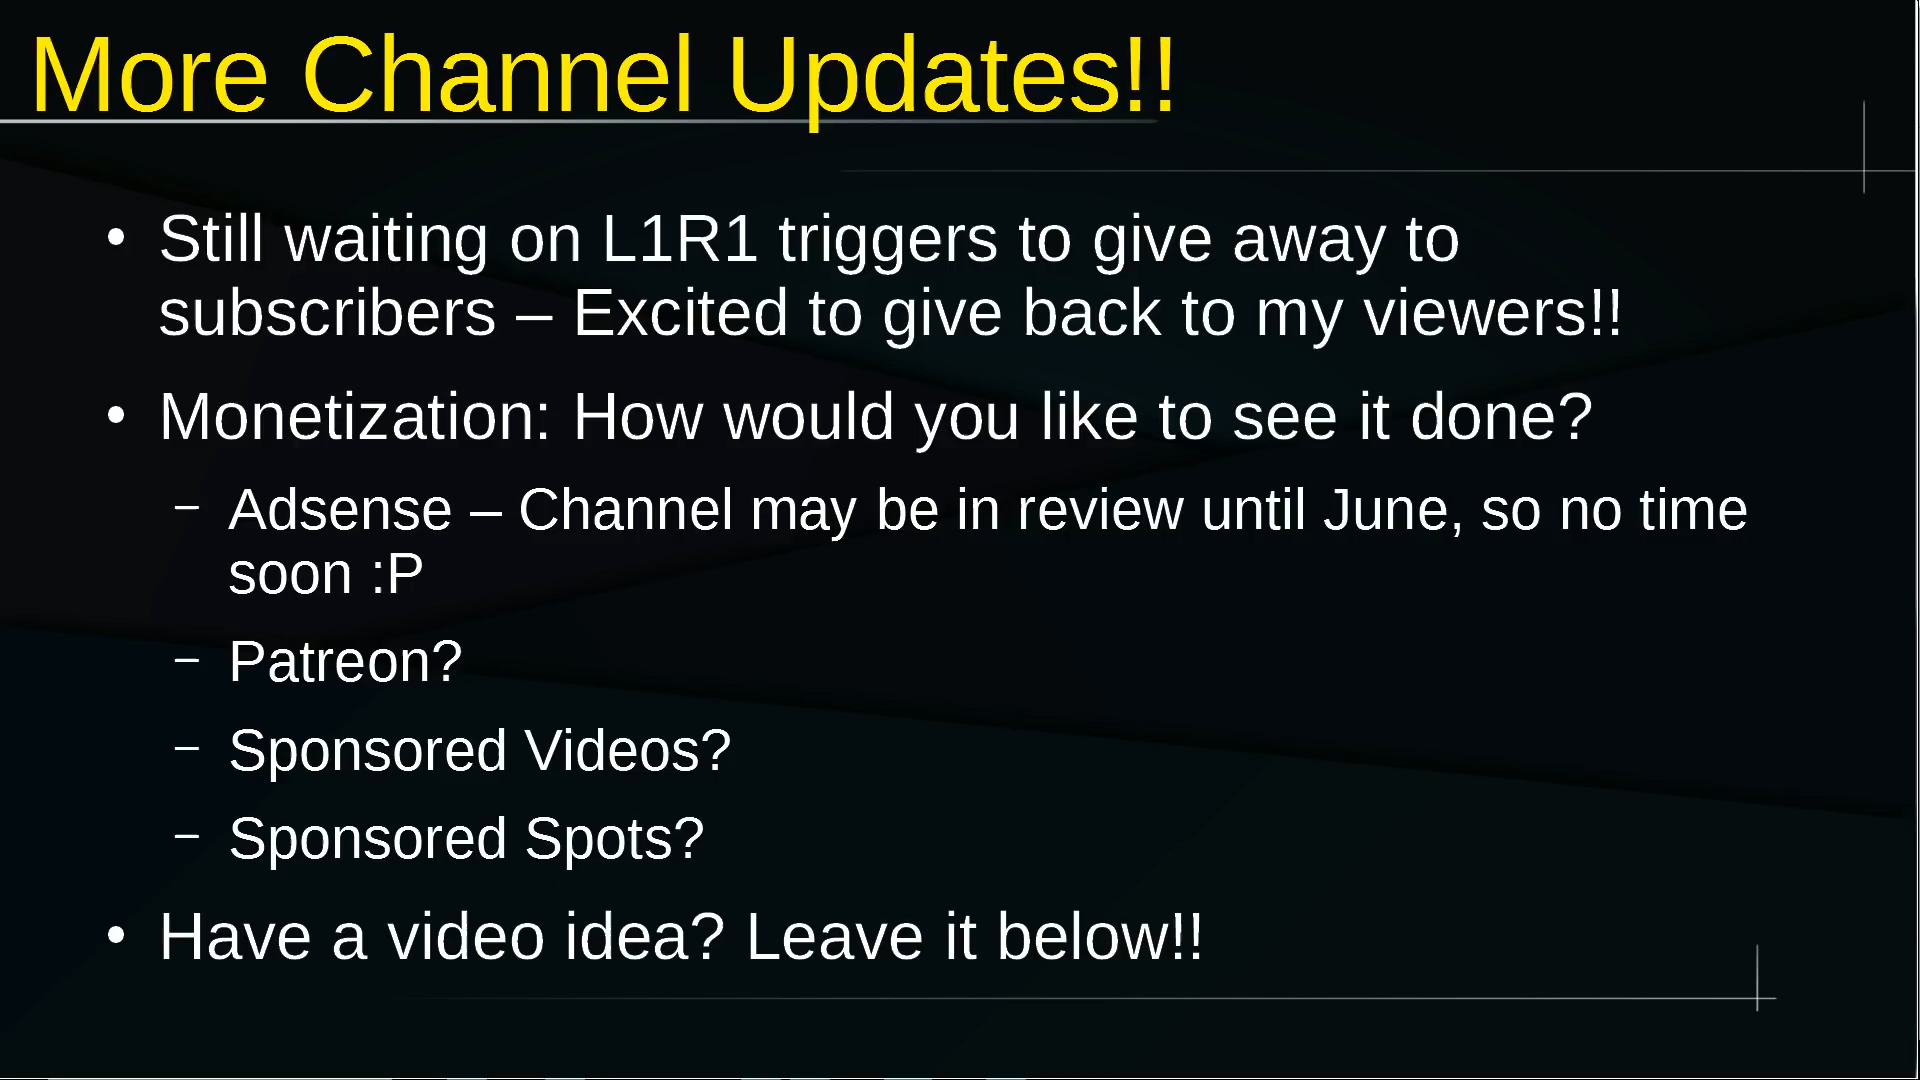 More Channel Updates!!
• Still waiting on L1R1 triggers to give away to
subscribers – Excited to give back to my viewers!!
• Monetization: How would you like to see it done?
– Adsense – Channel may be in review until June, so no time
soon :P
– Patreon?
– Sponsored Videos?
– Sponsored Spots?
• Have a video idea? Leave it below!!